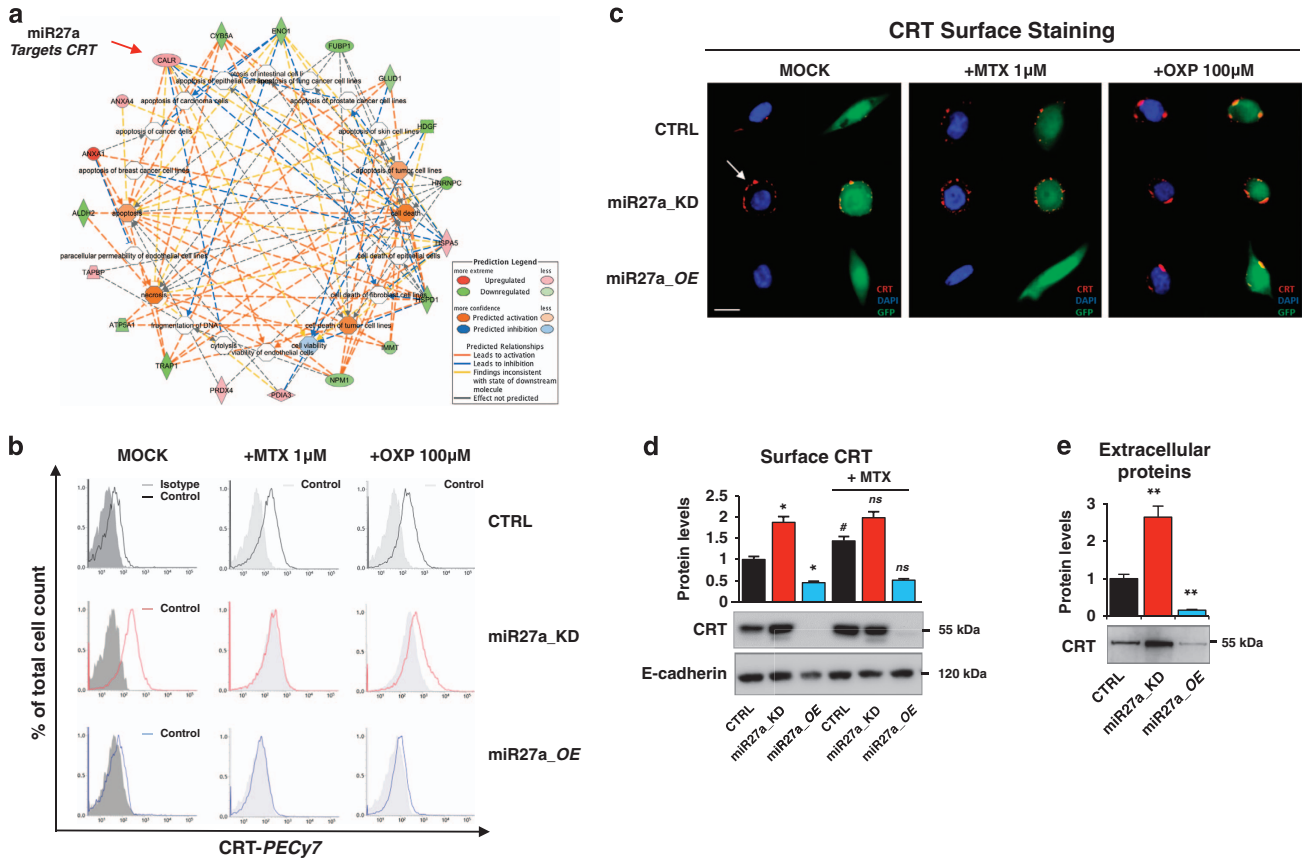 a
miR27a
Targets CRT
CALR
CYB5A
ENO1
FUBP1
GLUD1
HDGF
HNRNPC
HSPA5
HSPD1
IMMT
NPM1
PDIA3
PRDX4
TRAP1
ATP5A1
TAPBP
ALDH2
ANXA1
ANXA4
apoptosis of carcinoma cells
apoptosis of prostate cancer cell lines
apoptosis of cancer cells
apoptosis of skin cell lines
apoptosis of breast cancer cell lines
apoptosis of tumor cell lines
apoptosis
cell death
paracellular permeability of endothelial cell lines
cell death of epithelial cells
necrosis
cell death of fibroblast cell lines
fragmentation of DNA
cell death of tumor cell lines
cytolysis
cell viability
viability of endothelial cells
Prediction Legend
more extreme less
Upregulated
Downregulated
more confidence less
Predicted activation
Predicted inhibition
Predicted Relationships
Leads to activation
Leads to inhibition
Findings inconsistent
with state of downstream
molecule
Effect not predicted
b
MOCK +MTX 1µM +OXP 100µM
Isotype
Control
Control
Control
CTRL
Control
miR27a_KD
Control
miR27a_OE
% of total cell count
CRT-PECy7
c
CRT Surface Staining
MOCK +MTX 1µM +OXP 100µM
CTRL
miR27a_KD
miR27a_OE
CRT
DAPI
GFP
CRT
DAPI
GFP
CRT
DAPI
GFP
d
Surface CRT
+ MTX
Protein levels
2.5
2
1.5
1
0.5
0
*
*
#
ns
ns
CRT
55 kDa
E-cadherin
120 kDa
CTRL
miR27a_KD
miR27a_OE
CTRL
miR27a_KD
miR27a_OE
e
Extracellular
proteins
Protein levels
3
2
1
0
**
**
CRT
55 kDa
CTRL
miR27a_KD
miR27a_OE